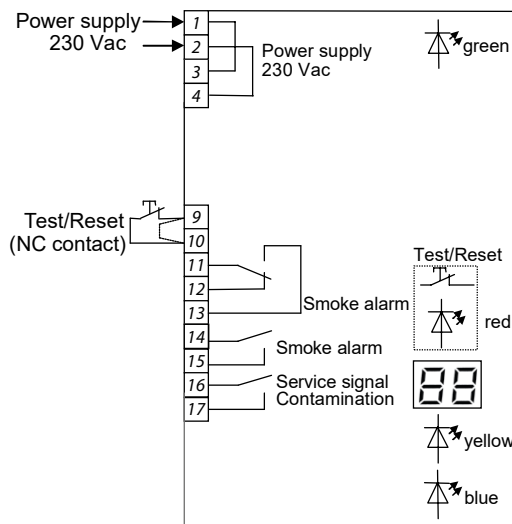 Power supply
230 Vac
1
2
3
4
Power supply
230 Vac
green
Test/Reset
(NC contact)
9
10
11
12
13
14
15
16
17
Smoke alarm
Smoke alarm
Service signal
Contamination
Test/Reset
red
88
yellow
blue